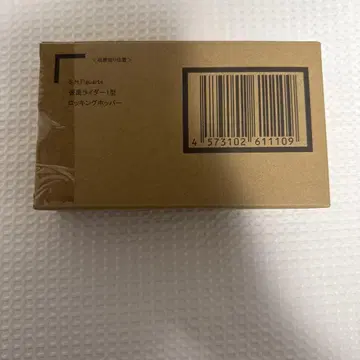 S.H.Figuarts
仮面ライダー1型
ロッキングホッパー
4 573102 611109